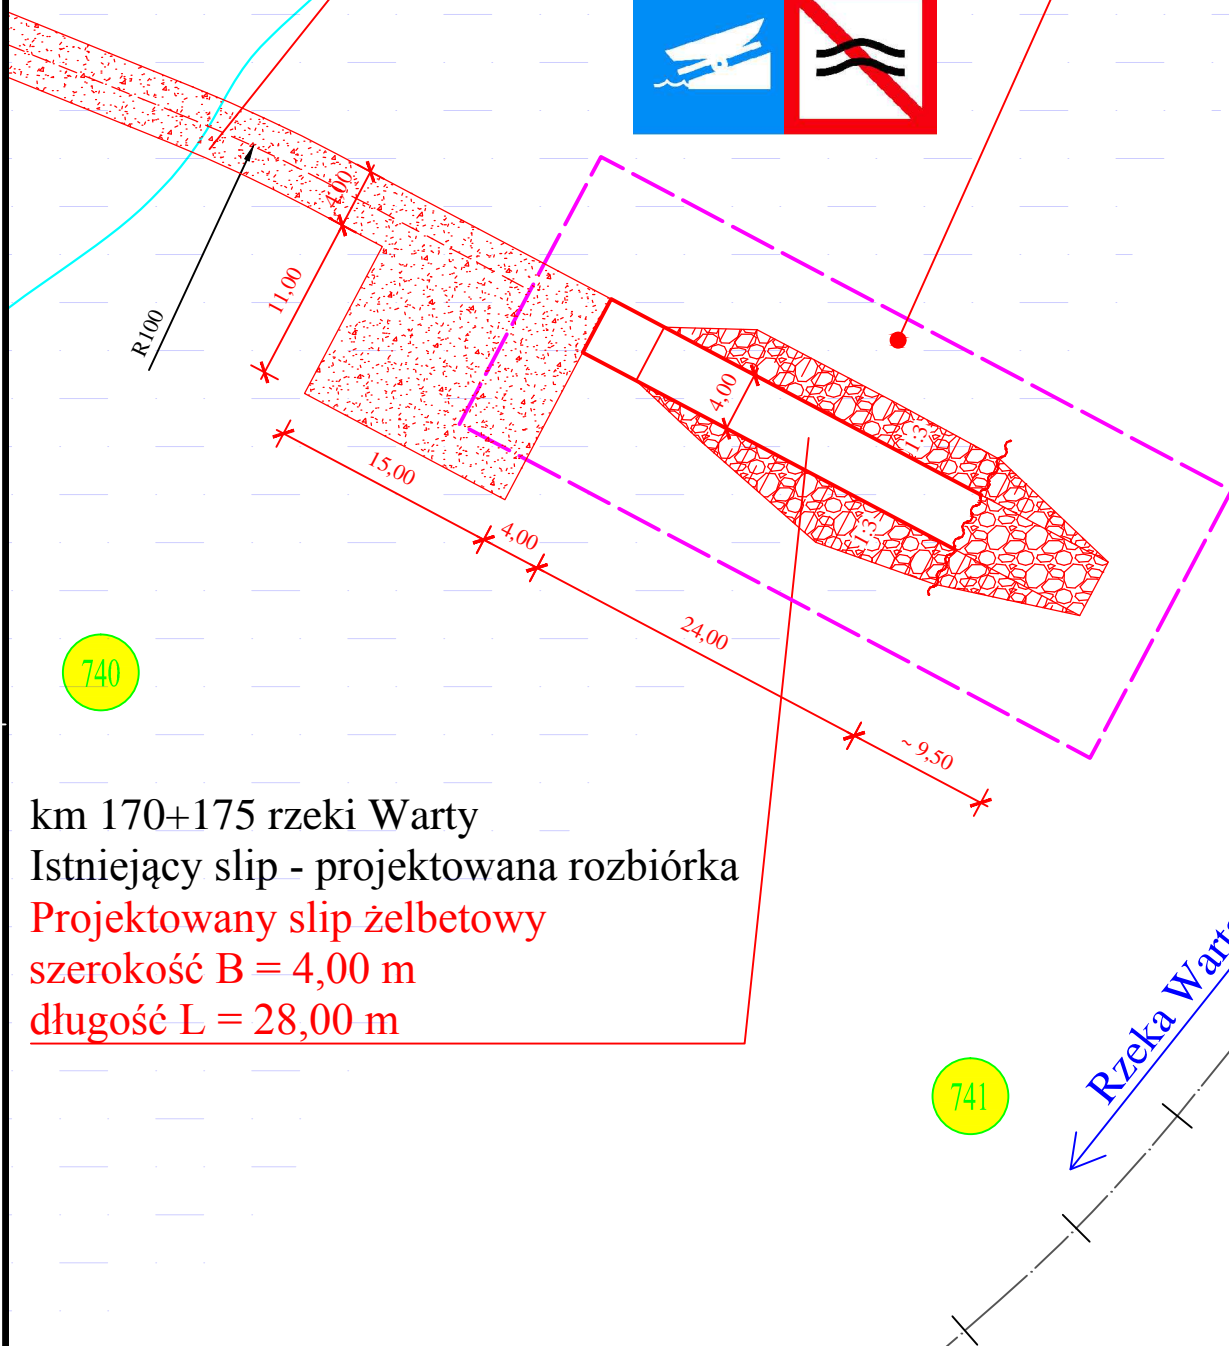 4,00
11,00
R100
4,00
1:3
15,00
4,00
1:3
24,00
~ 9,50
740
km 170+175 rzeki Warty
Istniejący slip - projektowana rozbiórka
Projektowany slip żelbetowy
szerokość B = 4,00 m
długość L = 28,00 m
Rzeka Warta
741